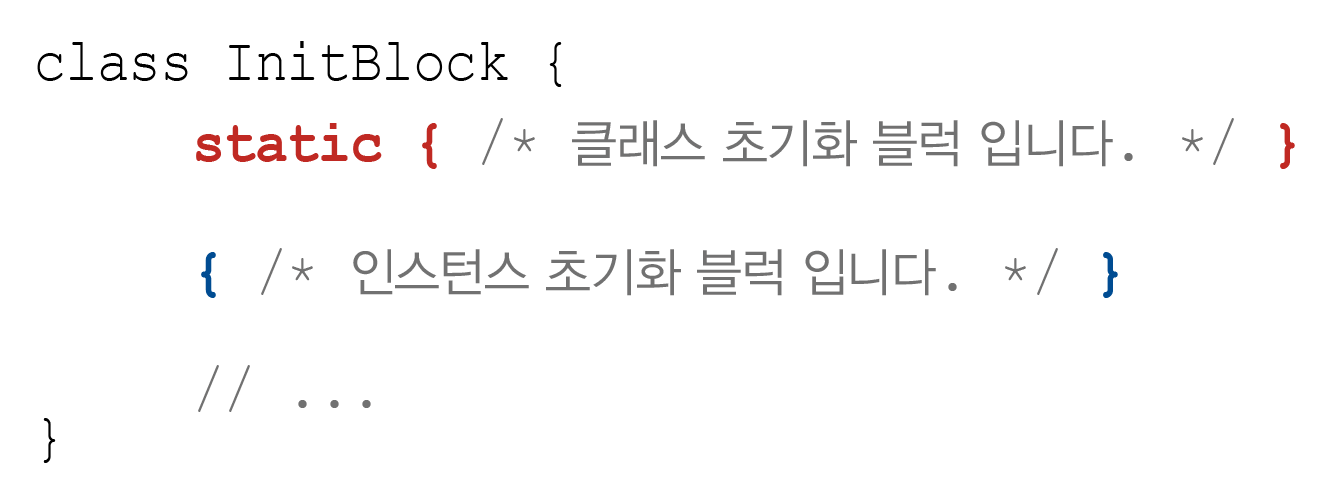 class InitBlock {
static { /* 클래스 초기화 블럭 입니다. */ }
{ /* 인스턴스 초기화 블럭 입니다. */ }
// ...
}